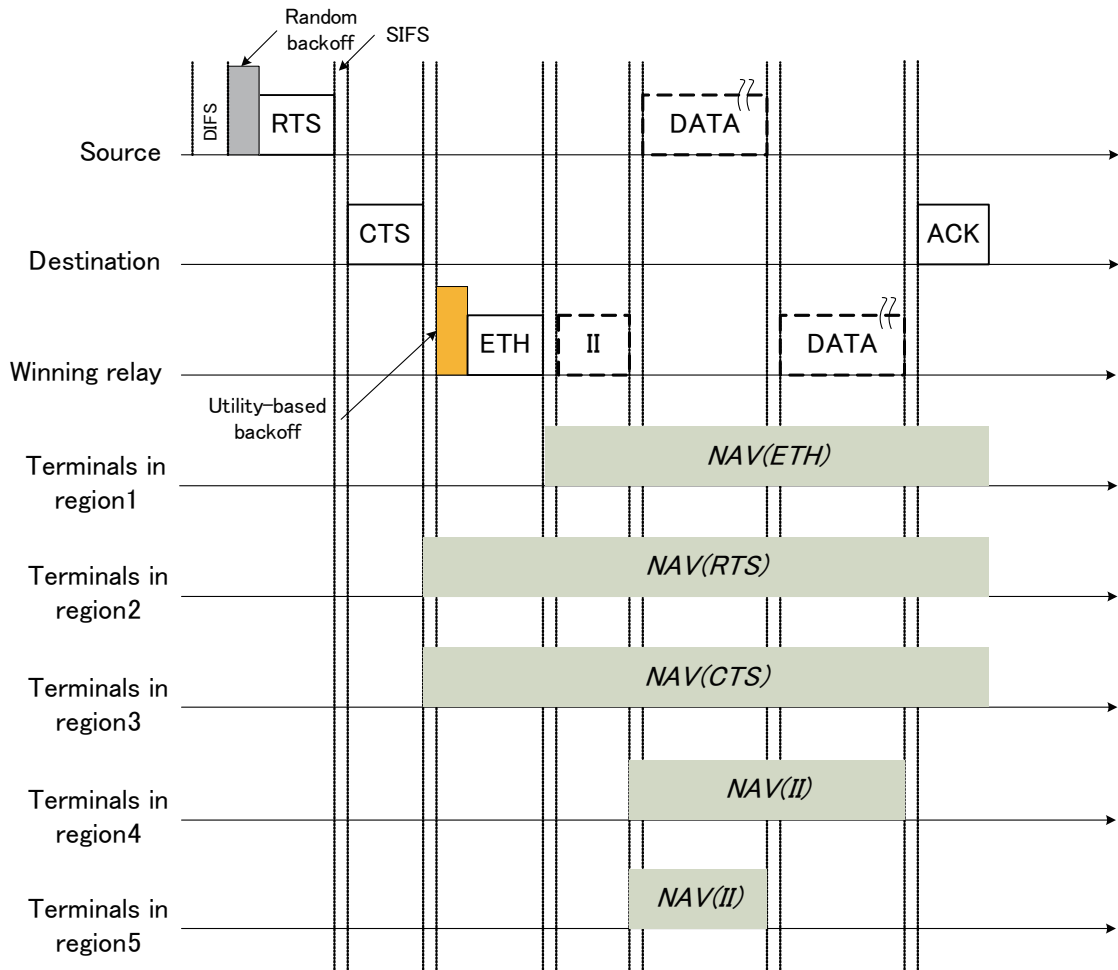 Random
backoff
SIFS
DIFS
RTS
DATA
Source
CTS
ACK
Destination
ETH
II
DATA
Winning relay
Utility-based
backoff
NAV(ETH)
Terminals in
region1
NAV(RTS)
Terminals in
region2
NAV(CTS)
Terminals in
region3
NAV(II)
Terminals in
region4
NAV(II)
Terminals in
region5